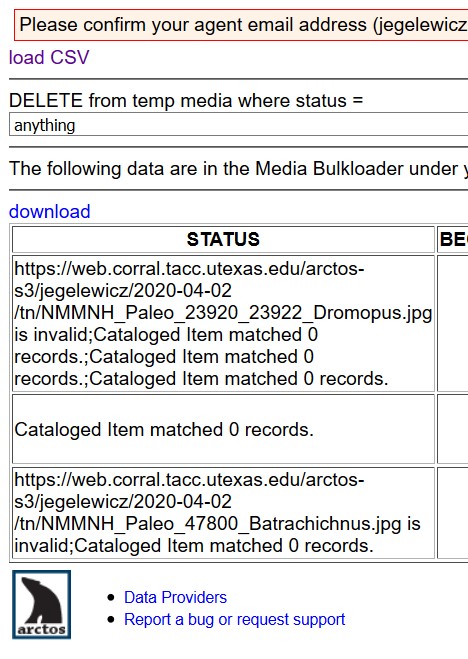 Please confirm your agent email address (jegelewicz
load CSV
DELETE from temp media where status =
anything
The following data are in the Media Bulkloader under
download
STATUS
BE
https://web.corral.tacc.utexas.edu/arctos-
s3/jegelewicz/2020-04-02
/tn/NMMNH_Paleo_23920_23922_Dromopus.jpg
is invalid;Cataloged Item matched 0
records.;Cataloged Item matched 0
records.;Cataloged Item matched 0 records.
Cataloged Item matched 0 records.
https://web.corral.tacc.utexas.edu/arctos-
s3/jegelewicz/2020-04-02
/tn/NMMNH_Paleo_47800_Batrachichnus.jpg is
invalid;Cataloged Item matched 0 records.
arctos
Data Providers
Report a bug or request support